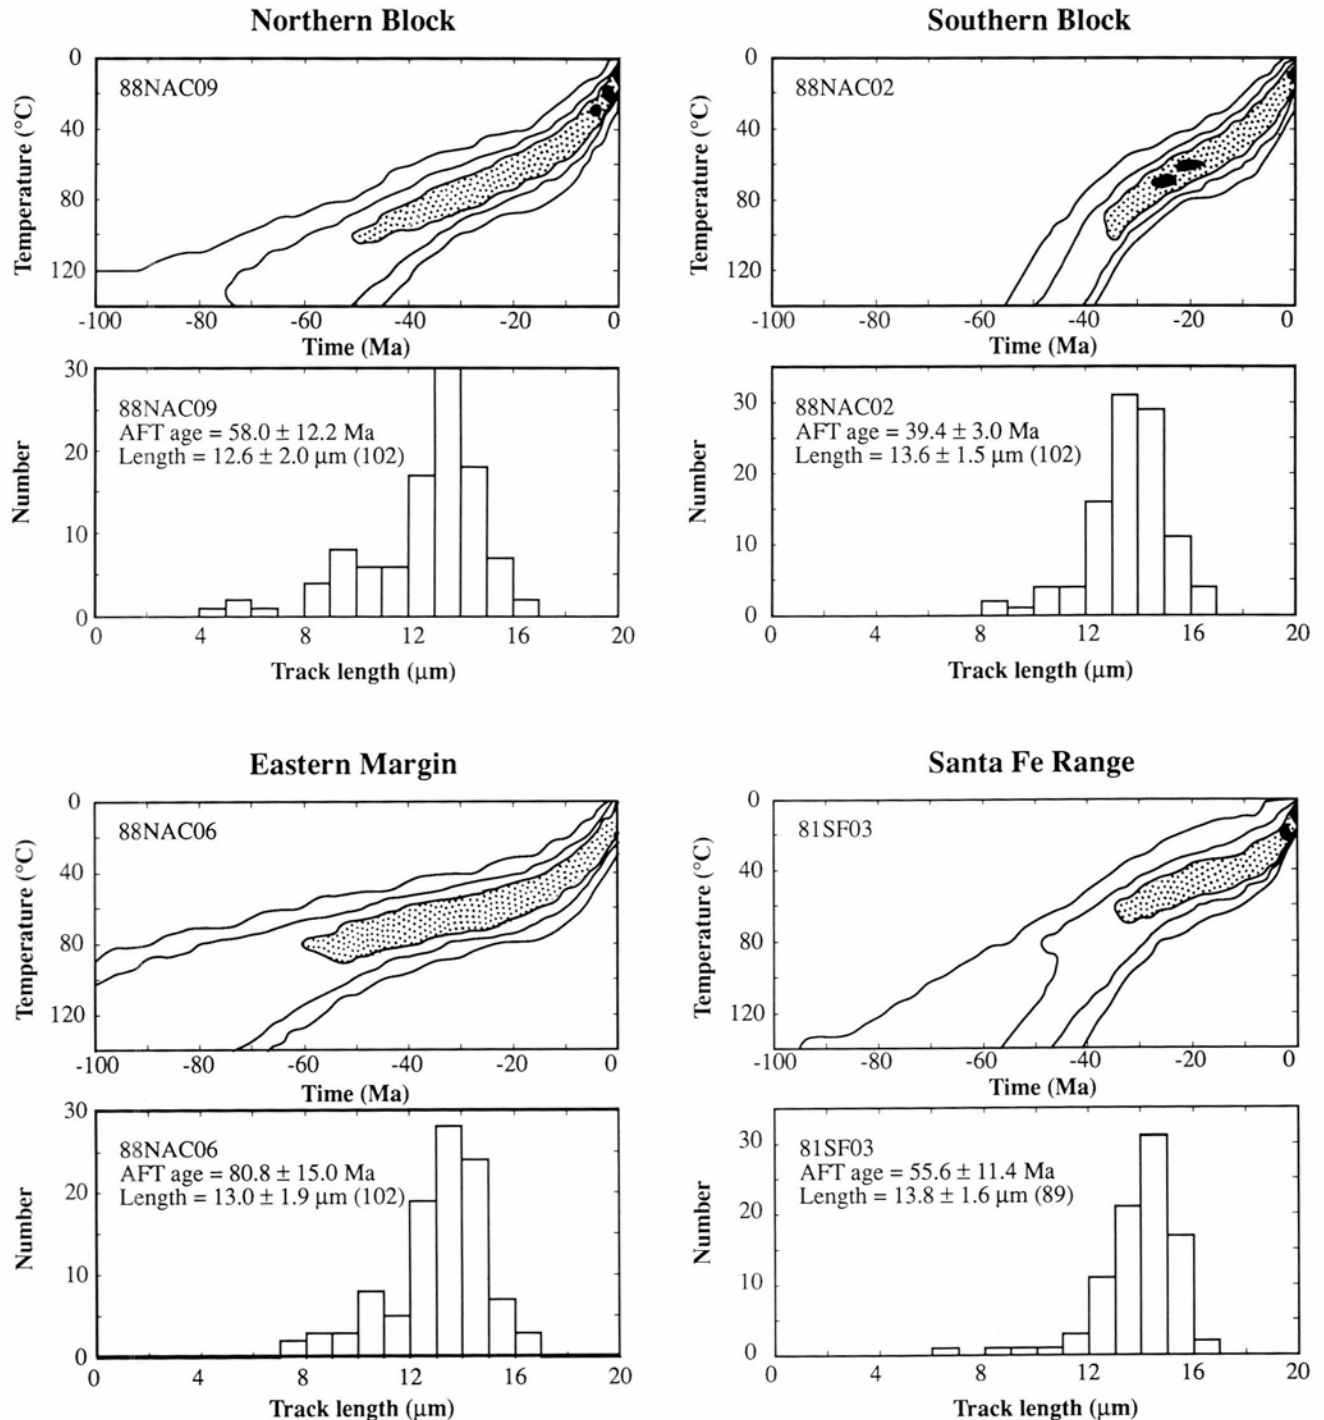 Northern Block
88NAC09
0
40
80
120
Temperature (°C)
-100
-80
-60
-40
-20
0
Time (Ma)
88NAC09
AFT age = 58.0 ± 12.2 Ma
Length = 12.6 ± 2.0 μm (102)
30
20
10
0
Number
0
4
8
12
16
20
Track length (μm)
Southern Block
88NAC02
0
40
80
120
Temperature (°C)
-100
-80
-60
-40
-20
0
Time (Ma)
88NAC02
AFT age = 39.4 ± 3.0 Ma
Length = 13.6 ± 1.5 μm (102)
30
20
10
0
Number
0
4
8
12
16
20
Track length (μm)
Eastern Margin
88NAC06
0
40
80
120
Temperature (°C)
-100
-80
-60
-40
-20
0
Time (Ma)
88NAC06
AFT age = 80.8 ± 15.0 Ma
Length = 13.0 ± 1.9 μm (102)
30
20
10
0
Number
0
4
8
12
16
20
Track length (μm)
Santa Fe Range
81SF03
0
40
80
120
Temperature (°C)
-100
-80
-60
-40
-20
0
Time (Ma)
81SF03
AFT age = 55.6 ± 11.4 Ma
Length = 13.8 ± 1.6 μm (89)
30
20
10
0
Number
0
4
8
12
16
20
Track length (μm)